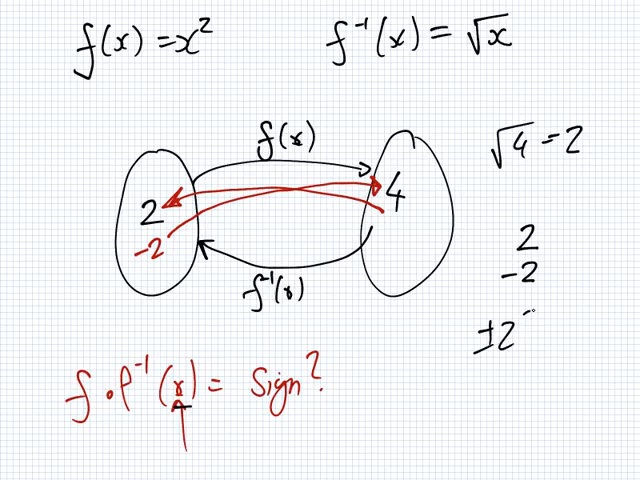 f(x) = x²
f⁻¹(x) = √x
f(x)
√4 = 2
2
4
-2
2
-2
f⁻¹(x)
±2
f∘f⁻¹(x) = Sign?